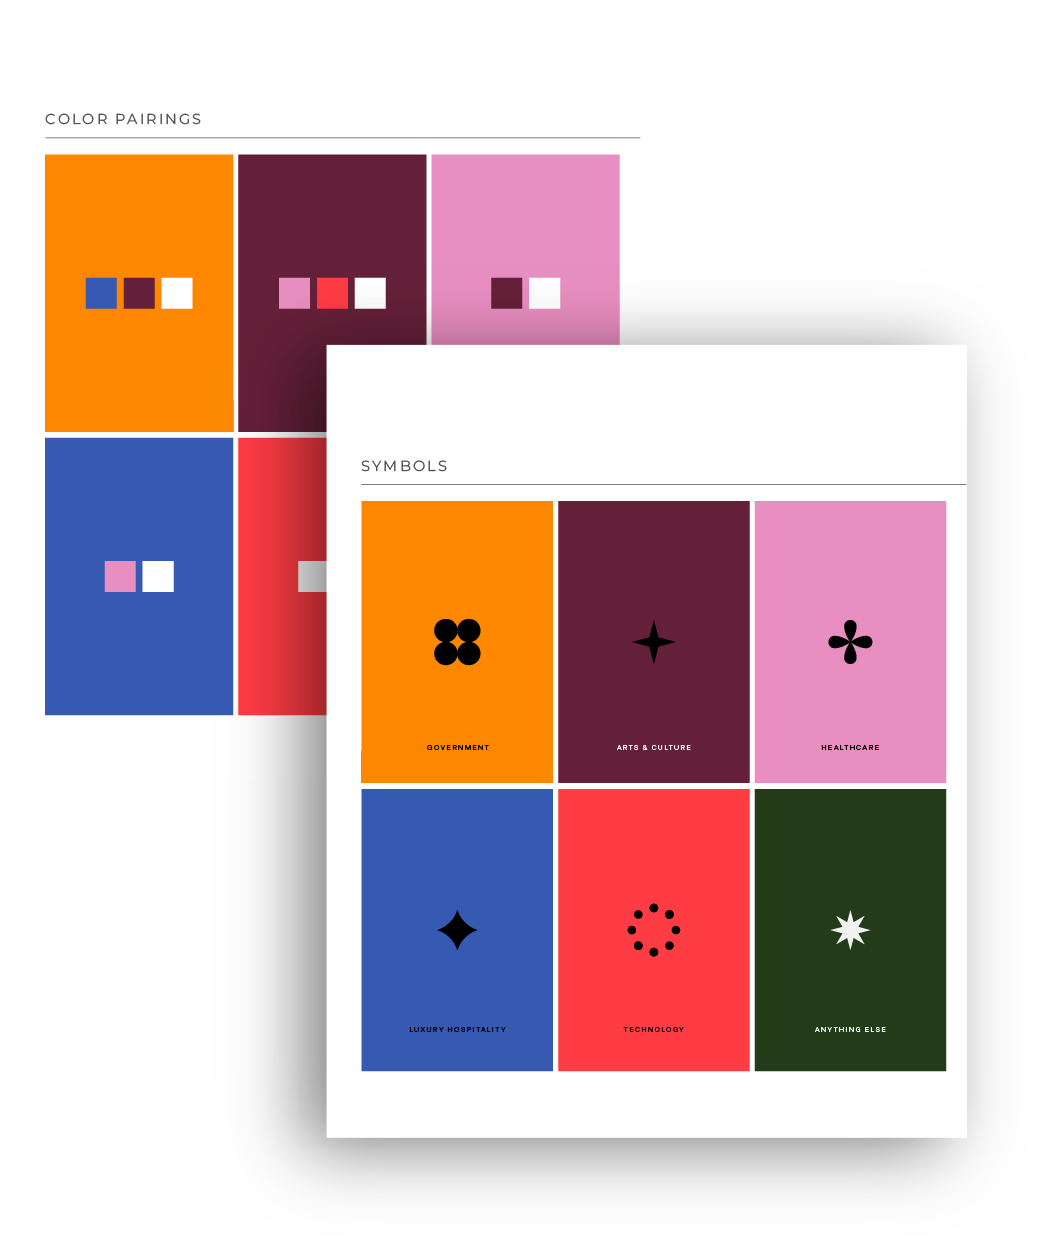 COLOR PAIRINGS
SYMBOLS
GOVERNMENT
ARTS & CULTURE
HEALTHCARE
LUXURY HOSPITALITY
TECHNOLOGY
ANYTHING ELSE